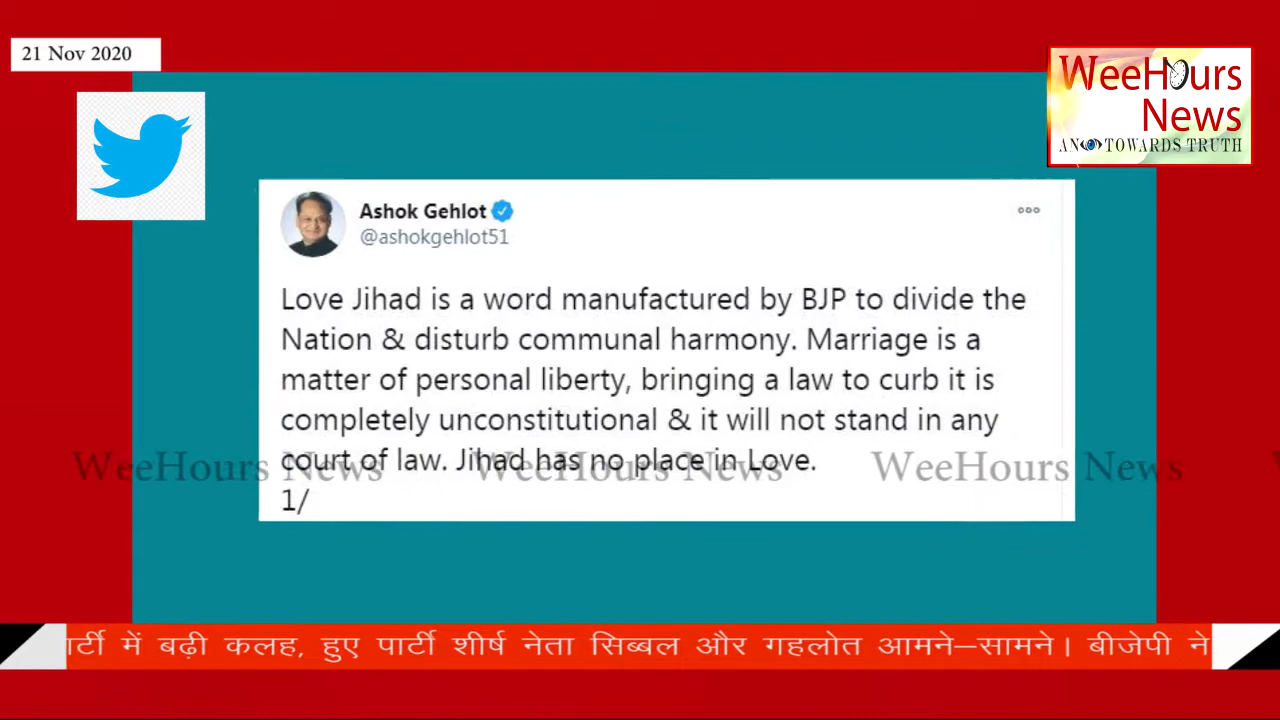 21 Nov 2020
WeeHours
News
AN TOWARDS TRUTH
Ashok Gehlot
@ashokgehlot51
Love Jihad is a word manufactured by BJP to divide the
Nation & disturb communal harmony. Marriage is a
matter of personal liberty, bringing a law to curb it is
completely unconstitutional & it will not stand in any
court of law. Jihad has no place in Love.
1/
WeeHours News WeeHours News WeeHours News
में बढ़ी कलह, हुए पार्टी शीर्ष नेता सिब्बल और गहलोत आमने–सामने। बीजेपी ने